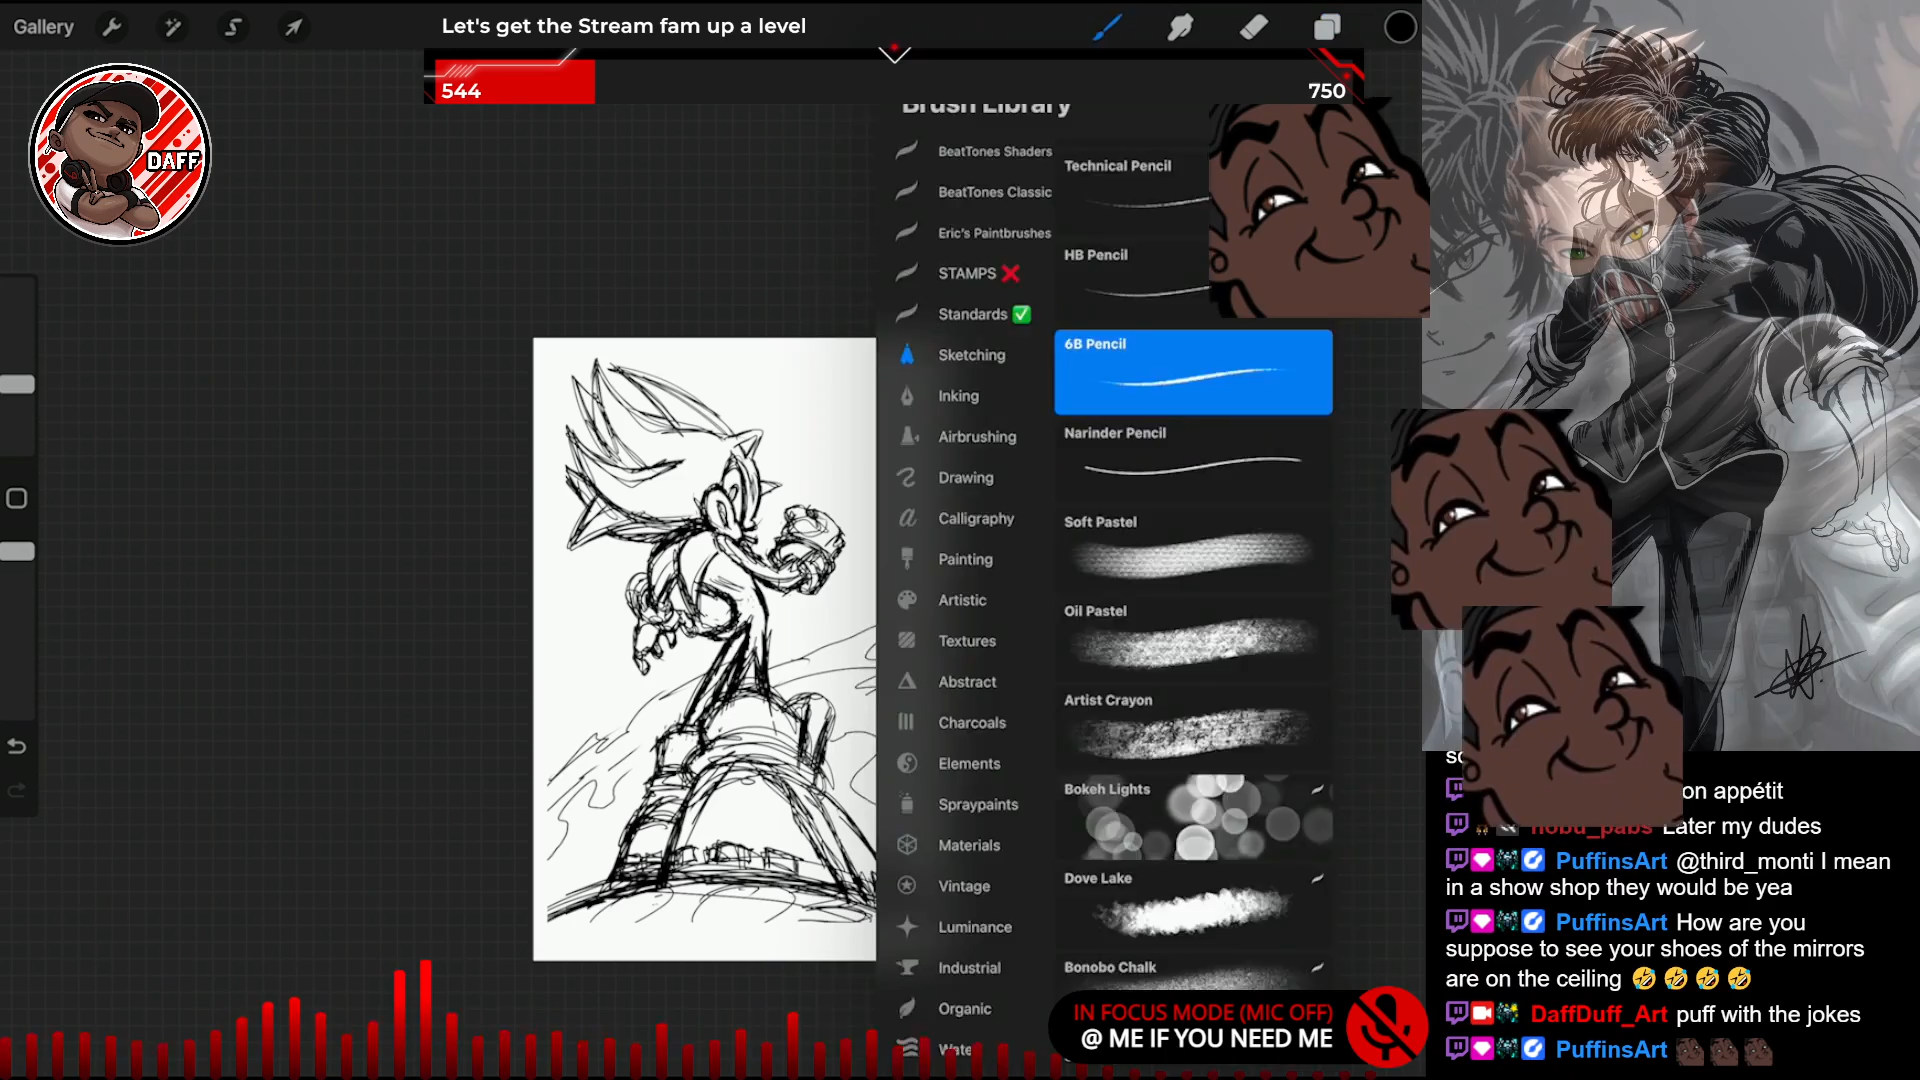 Gallery
Let's get the Stream fam up a level
544
750
DAFF
Brush Library
BeatTones Shaders
BeatTones Classic
Eric's Paintbrushes
STAMPS ❌
Standards ✅
Sketching
Inking
Airbrushing
Drawing
Calligraphy
Painting
Artistic
Textures
Abstract
Charcoals
Elements
Spraypaints
Materials
Vintage
Luminance
Industrial
Organic
Technical Pencil
HB Pencil
6B Pencil
Narinder Pencil
Soft Pastel
Oil Pastel
Artist Crayon
Bokeh Lights
Dove Lake
Bonobo Chalk
IN FOCUS MODE (MIC OFF)
@ ME IF YOU NEED ME
on appétit
nobu_pabs Later my dudes
PuffinsArt @third_monti I mean
in a show shop they would be yea
PuffinsArt How are you
suppose to see your shoes of the mirrors
are on the ceiling 🤣 🤣 🤣 🤣
DaffDuff_Art puff with the jokes
PuffinsArt